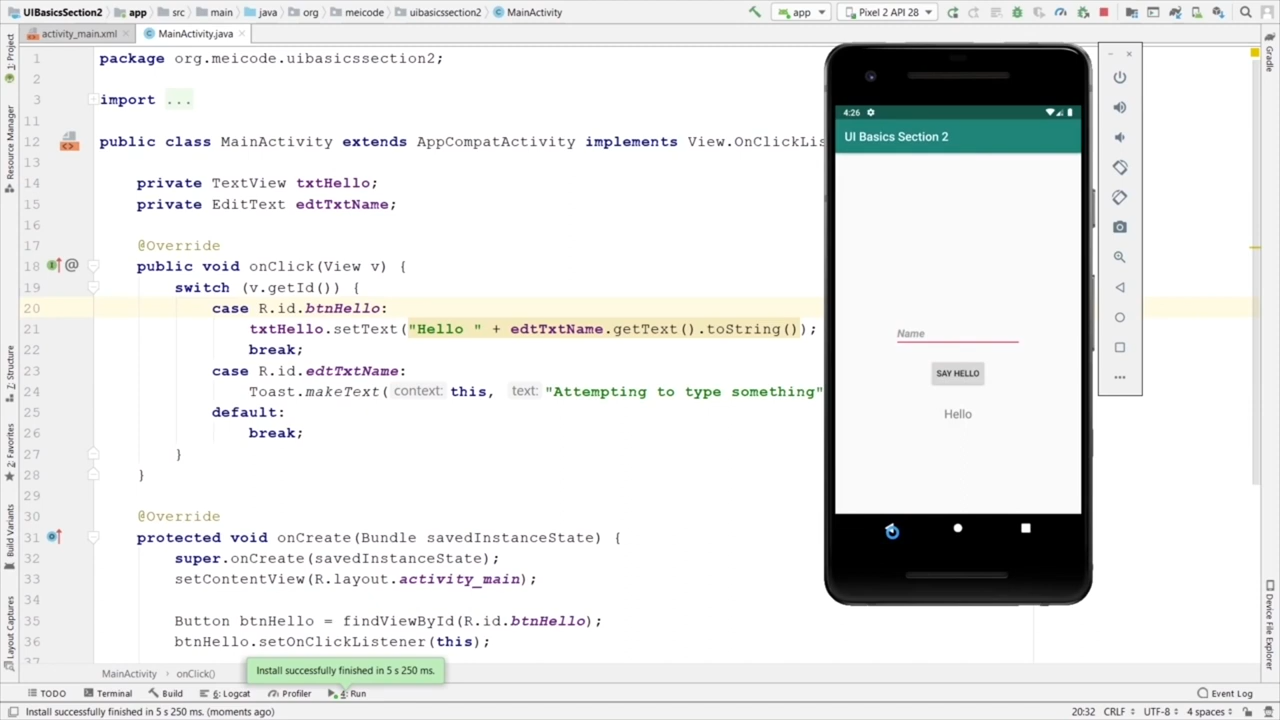 UIBasicsSection2 app src main java org meicode uibasicssection2 MainActivity
app Pixel 2 API 28
activity_main.xml
MainActivity.java
1 package org.meicode.uibasicssection2;
2
3 import ...
11
12 public class MainActivity extends AppCompatActivity implements View.OnClickLis
13
14 private TextView txtHello;
15 private EditText edtTxtName;
16
17 @Override
18 public void onClick(View v) {
19 switch (v.getId()) {
20 case R.id.btnHello:
21 txtHello.setText("Hello " + edtTxtName.getText().toString());
22 break;
23 case R.id.edtTxtName:
24 Toast.makeText( context: this, text: "Attempting to type something"
25 default:
26 break;
27 }
28 }
29
30 @Override
31 protected void onCreate(Bundle savedInstanceState) {
32 super.onCreate(savedInstanceState);
33 setContentView(R.layout.activity_main);
34
35 Button btnHello = findViewById(R.id.btnHello);
36 btnHello.setOnClickListener(this);
37
1: Project
Resource Manager
7: Structure
2: Favorites
Build Variants
Layout Captures
4:26
UI Basics Section 2
Name
SAY HELLO
Hello
Gradle
Device File Explorer
MainActivity onClick()
Install successfully finished in 5 s 250 ms.
TODO Terminal Build 6: Logcat Profiler 4: Run Event Log
Install successfully finished in 5 s 250 ms. (moments ago) 20:32 CRLF UTF-8 4 spaces